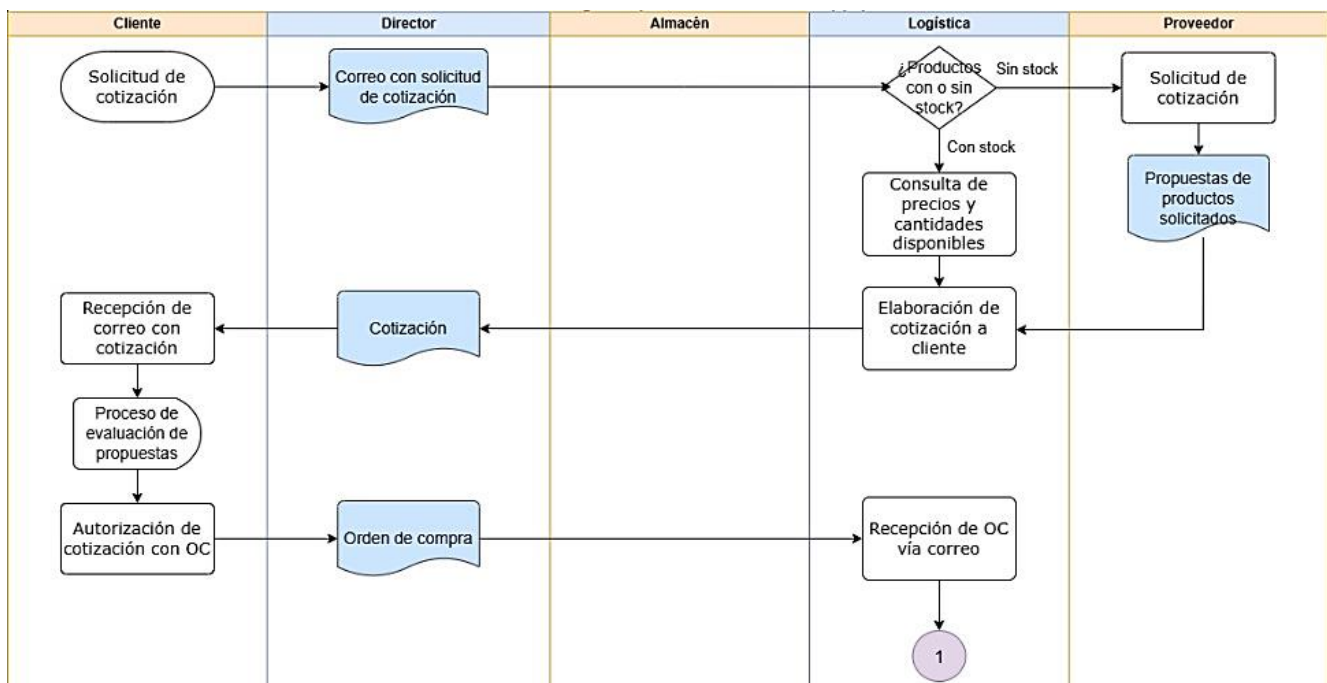 Cliente
Director
Almacèn
Logística
Proveedor
Solicitud de
cotización
Correo con solicitud
de cotización
¿Productos
con o sin
stock?
Sin stock
Solicitud de
cotización
Con stock
Consulta de
precios y
cantidades
disponibles
Propuestas de
productos
solicitados
Recepción de
correo con
cotización
Cotización
Elaboración de
cotización a
cliente
Proceso de
evaluación de
propuestas
Autorización de
cotización con OC
Orden de compra
Recepción de OC
vía correo
1